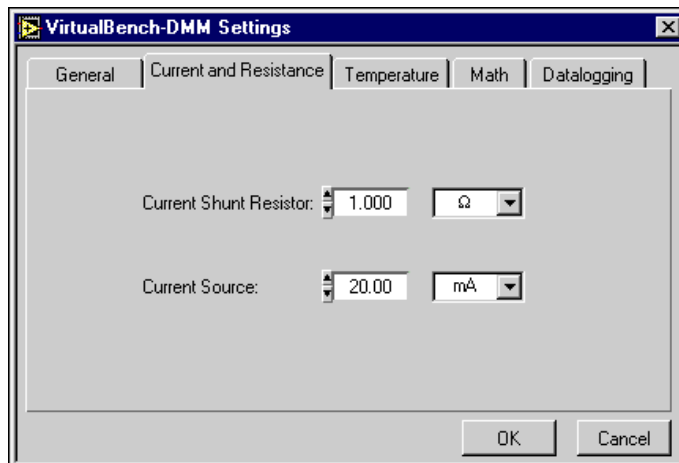 VirtualBench-DMM Settings
General Current and Resistance Temperature Math Datalogging
Current Shunt Resistor: 1.000 Ω
Current Source: 20.00 mA
OK Cancel